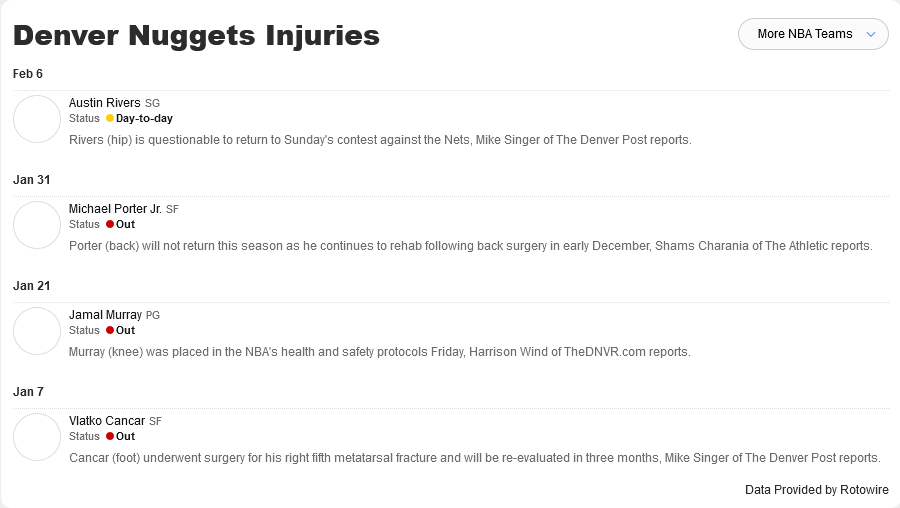 Denver Nuggets Injuries
More NBA Teams
Feb 6
Austin Rivers SG
Status Day-to-day
Rivers (hip) is questionable to return to Sunday's contest against the Nets, Mike Singer of The Denver Post reports.
Jan 31
Michael Porter Jr. SF
Status Out
Porter (back) will not return this season as he continues to rehab following back surgery in early December, Shams Charania of The Athletic reports.
Jan 21
Jamal Murray PG
Status Out
Murray (knee) was placed in the NBA's health and safety protocols Friday, Harrison Wind of TheDNVR.com reports.
Jan 7
Vlatko Cancar SF
Status Out
Cancar (foot) underwent surgery for his right fifth metatarsal fracture and will be re-evaluated in three months, Mike Singer of The Denver Post reports.
Data Provided by Rotowire